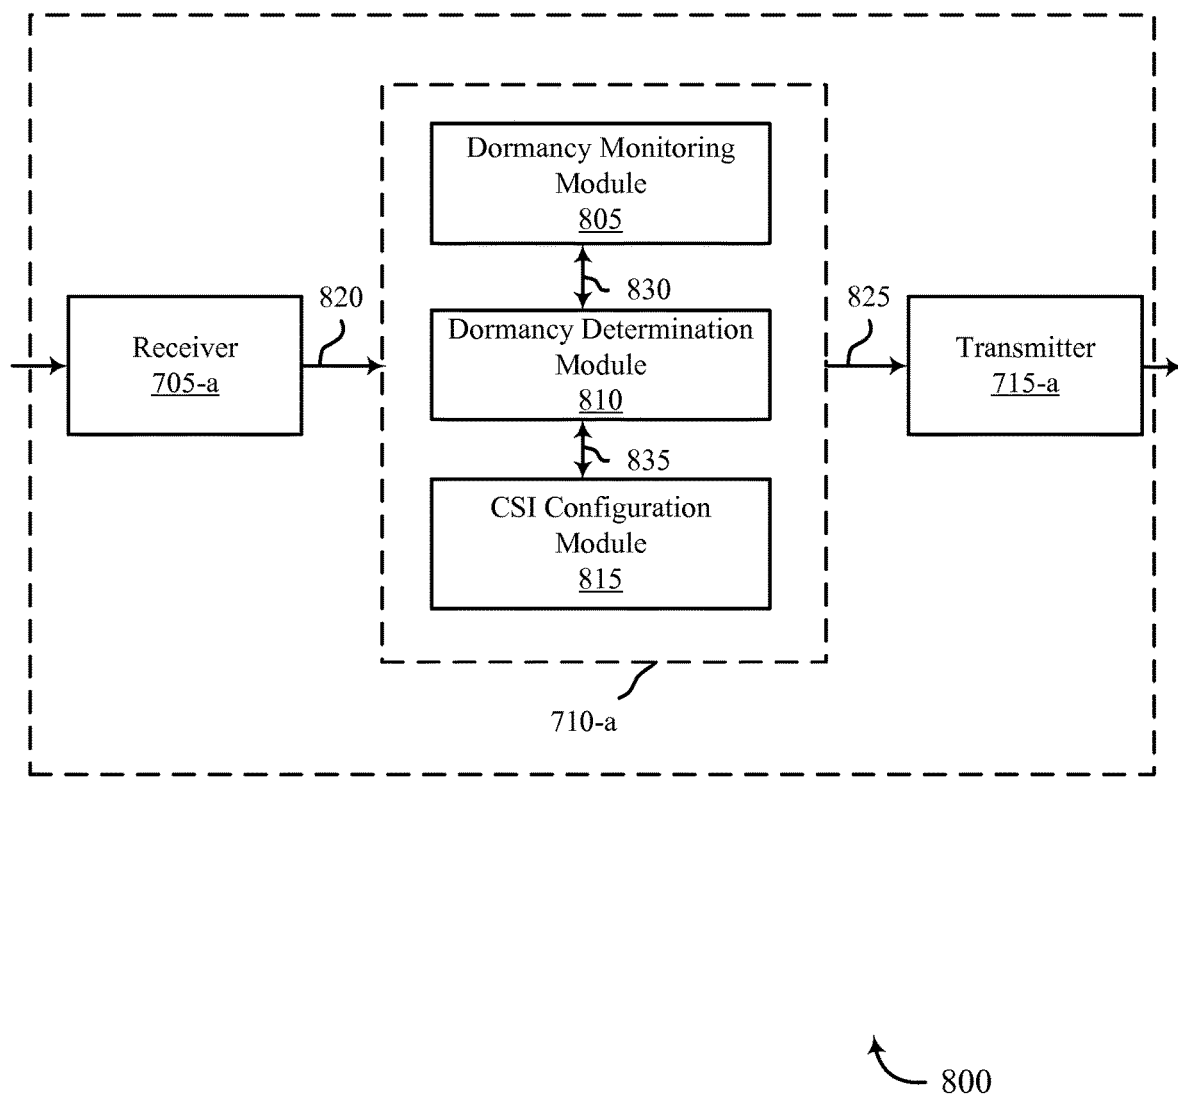 Dormancy Monitoring
Module
805
830
820
Receiver
705-a
Dormancy Determination
Module
810
825
Transmitter
715-a
835
CSI Configuration
Module
815
710-a
800